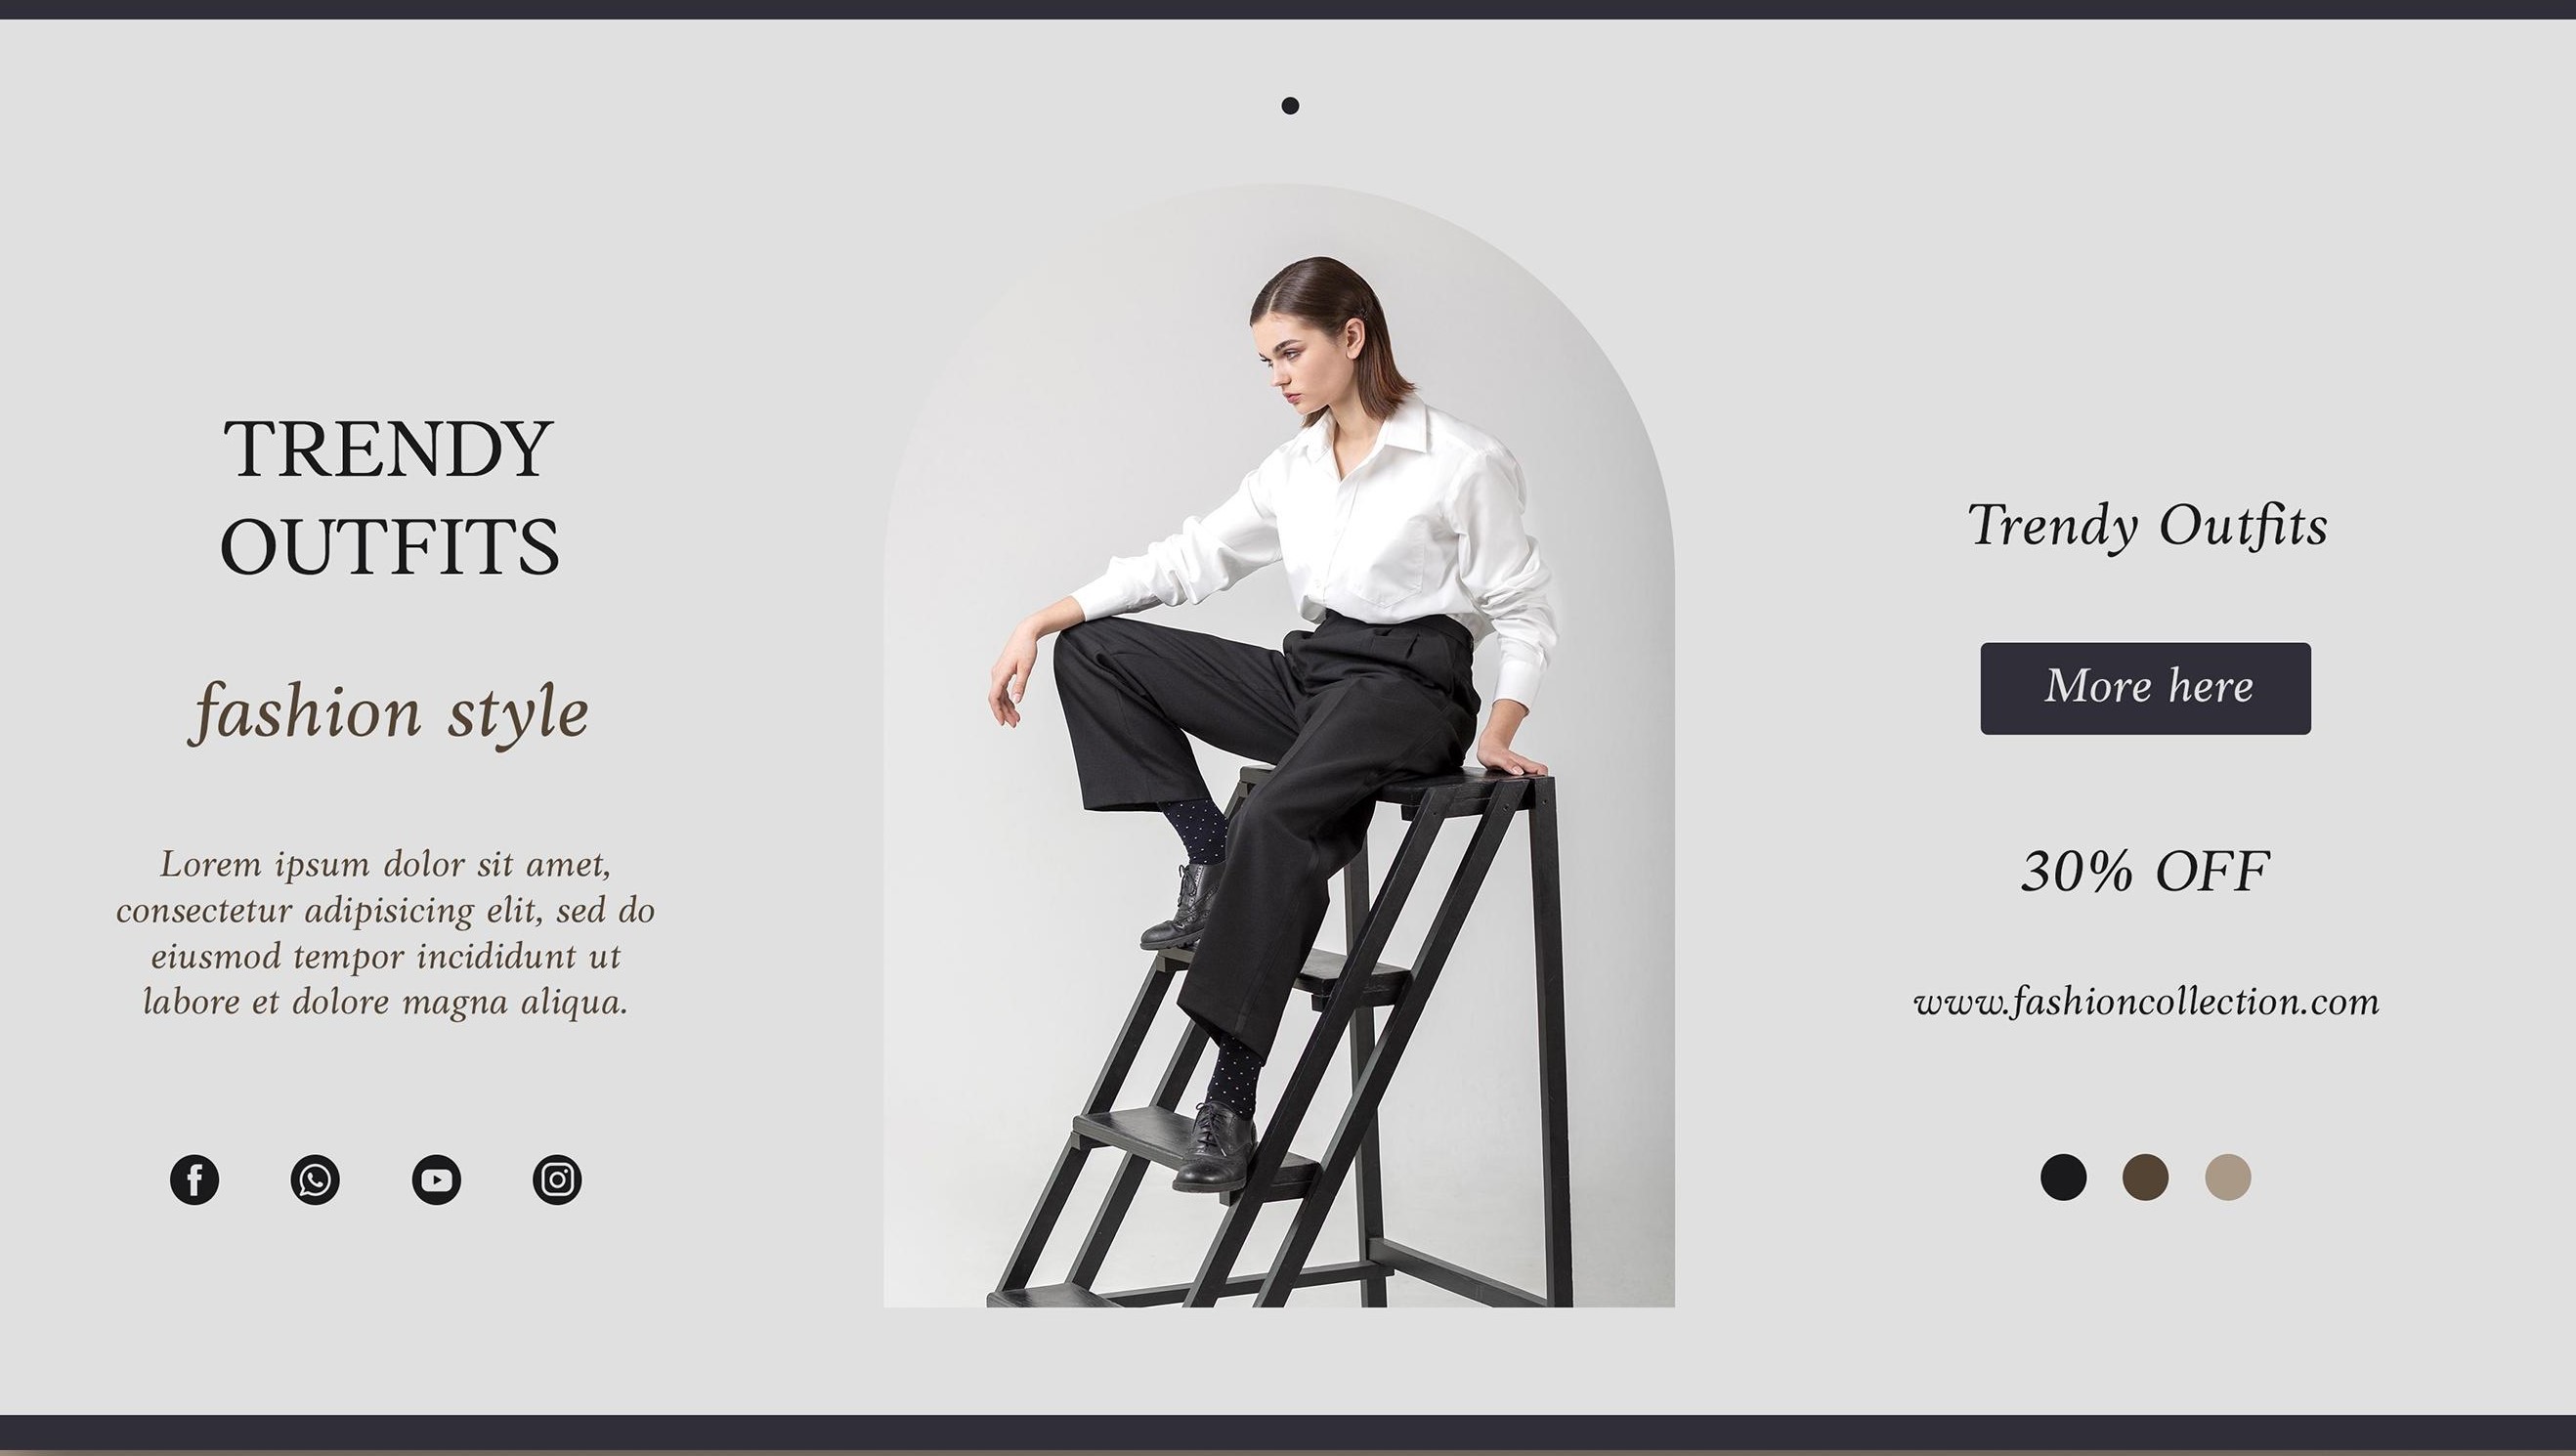 TRENDY
OUTFITS
fashion style
Lorem ipsum dolor sit amet,
consectetur adipisicing elit, sed do
eiusmod tempor incididunt ut
labore et dolore magna aliqua.
Trendy Outfits
More here
30% OFF
www.fashioncollection.com